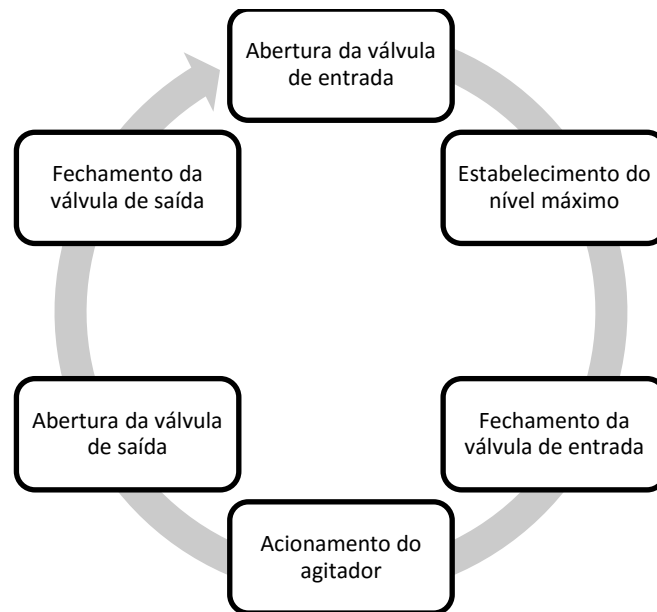 Abertura da válvula
de entrada
Estabelecimento do
nível máximo
Fechamento da
válvula de entrada
Acionamento do
agitador
Abertura da válvula
de saída
Fechamento da
válvula de saída